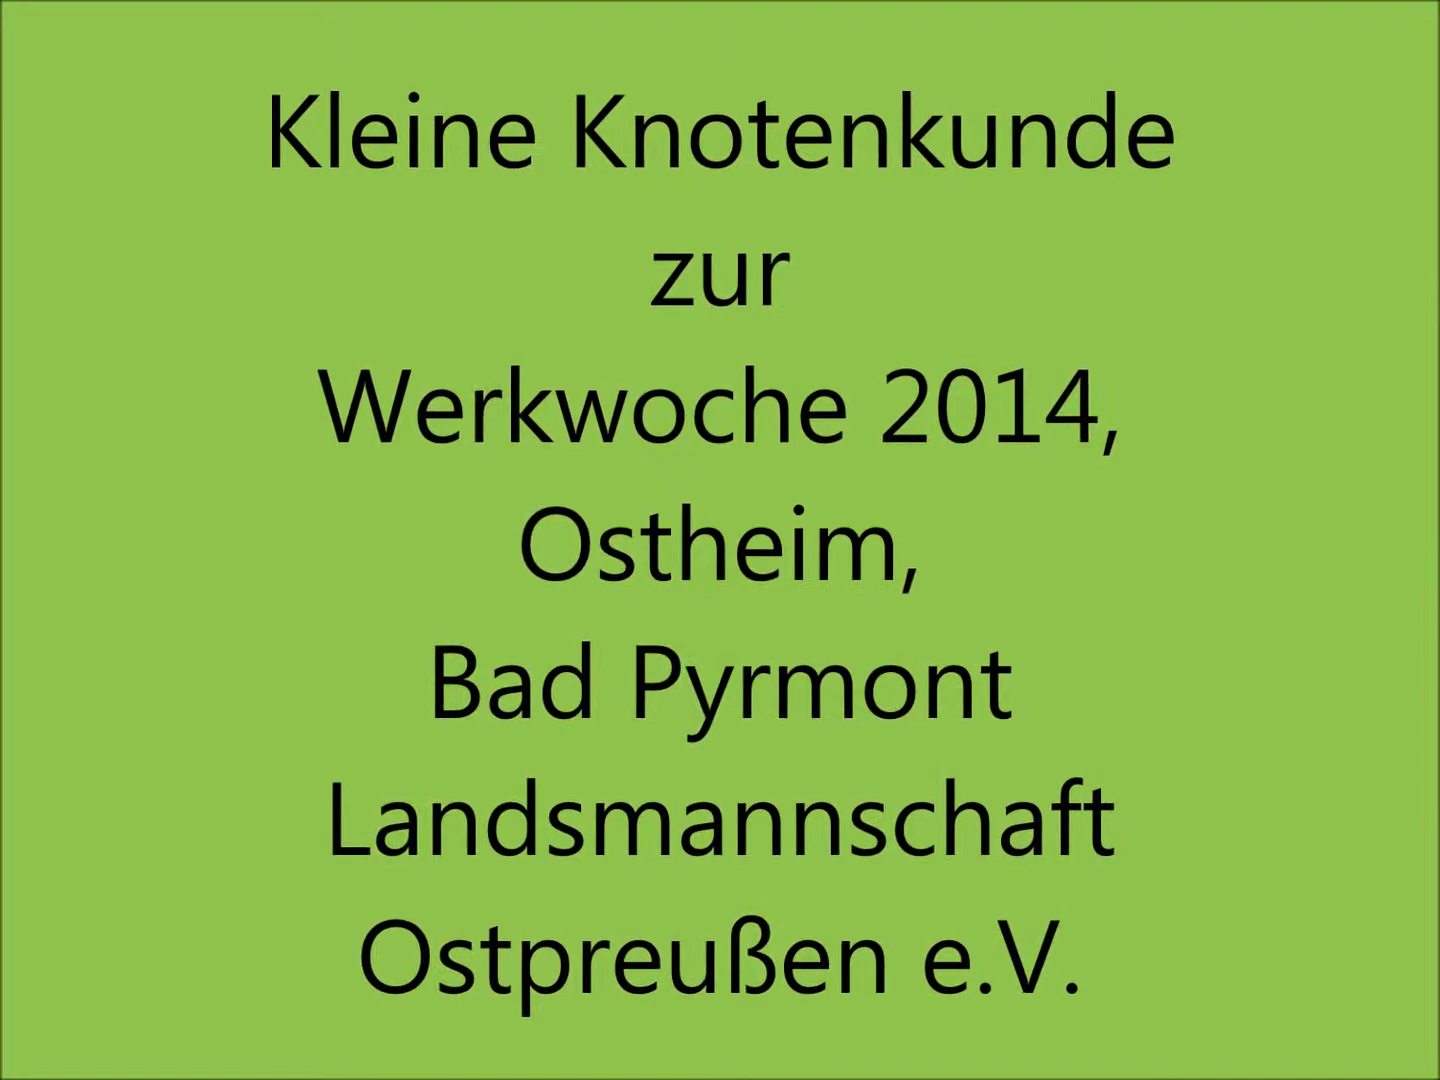 Kleine Knotenkunde
zur
Werkwoche 2014,
Ostheim,
Bad Pyrmont
Landsmannschaft
Ostpreußen e.V.